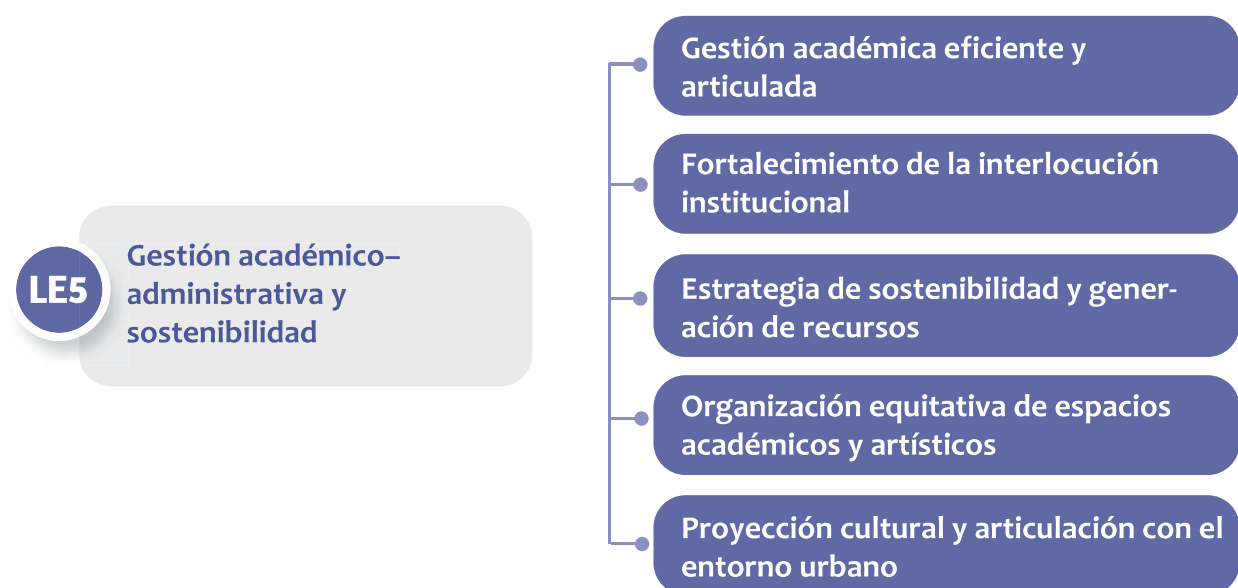 LE5
Gestión académico–
administrativa y
sostenibilidad
Gestión académica eficiente y
articulada
Fortalecimiento de la interlocución
institucional
Estrategia de sostenibilidad y gener-
ación de recursos
Organización equitativa de espacios
académicos y artísticos
Proyección cultural y articulación con el
entorno urbano